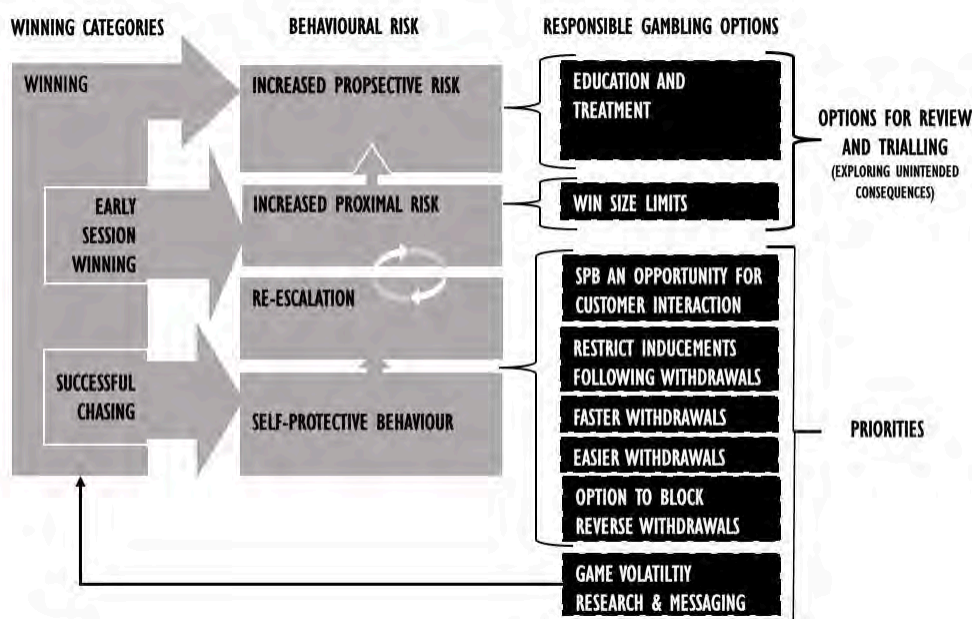 WINNING CATEGORIES
BEHAVIOURAL RISK
RESPONSIBLE GAMBLING OPTIONS
WINNING
EARLY
SESSION
WINNING
SUCCESSFUL
CHASING
INCREASED PROPSECTIVE RISK
INCREASED PROXIMAL RISK
RE-ESCALATION
SELF-PROTECTIVE BEHAVIOUR
EDUCATION AND
TREATMENT
WIN SIZE LIMITS
SPB AN OPPORTUNITY FOR
CUSTOMER INTERACTION
RESTRICT INDUCEMENTS
FOLLOWING WITHDRAWALS
FASTER WITHDRAWALS
EASIER WITHDRAWALS
OPTION TO BLOCK
REVERSE WITHDRAWALS
GAME VOLATILTIY
RESEARCH & MESSAGING
OPTIONS FOR REVIEW
AND TRIALLING
(EXPLORING UNINTENDED
CONSEQUENCES)
PRIORITIES